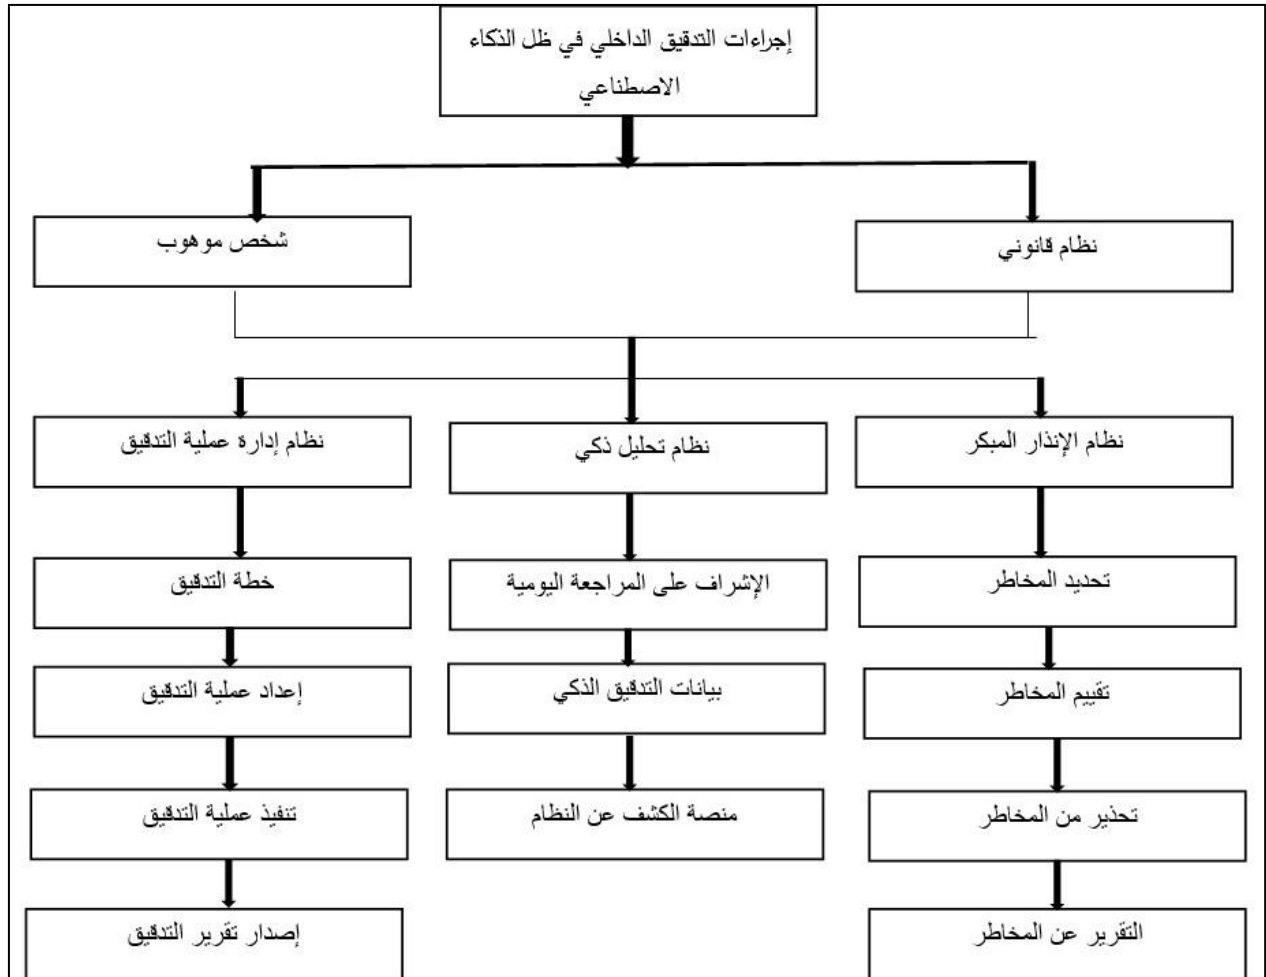 إجراءات التدقيق الداخلي في ظل الذكاء
الاصطناعي
نظام قانوني
شخص موهوب
نظام الإنذار المبكر
نظام تحليل ذكي
نظام إدارة عملية التدقيق
تحديد المخاطر
الإشراف على المراجعة اليومية
خطة التدقيق
تقييم المخاطر
بيانات التدقيق الذكي
إعداد عملية التدقيق
تحذير من المخاطر
منصة الكشف عن النظام
تنفيذ عملية التدقيق
التقرير عن المخاطر
إصدار تقرير التدقيق